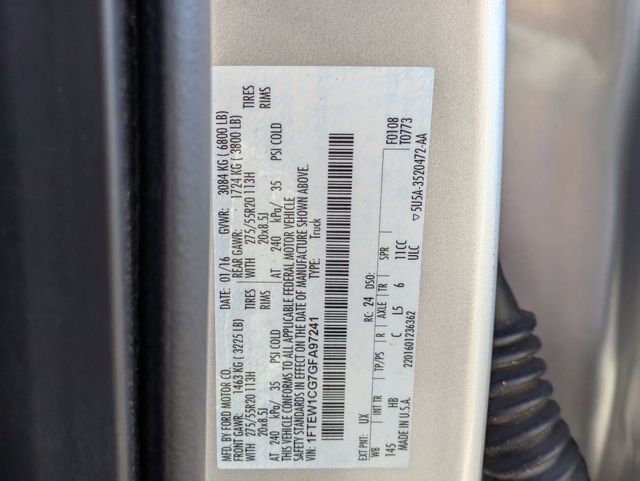 MFD. BY FORD MOTOR CO. DATE: 01/16 GVWR: 3084 KG ( 6800 LB)
FRONT GAWR: 1463 KG ( 3225 LB) REAR GAWR: 1724 KG ( 3800 LB)
WITH 275/55R20 113H TIRES WITH 275/55R20 113H TIRES
20x8.5J RIMS 20x8.5J RIMS
AT 240 kPa/ 35 PSI COLD AT 240 kPa/ 35 PSI COLD
THIS VEHICLE CONFORMS TO ALL APPLICABLE FEDERAL MOTOR VEHICLE
SAFETY STANDARDS IN EFFECT ON THE DATE OF MANUFACTURE SHOWN ABOVE.
VIN: 1FTEW1CG7GFA97241 TYPE: Truck
EXT PNT: UX RC: 24 DSO: F0108
WB INT TR TP/PS R AXLE TR SPR T0773
145 HB C L5 6 11CC
MADE IN U.S.A. ULC ▽5U5A-3520472-AA
2201601236362